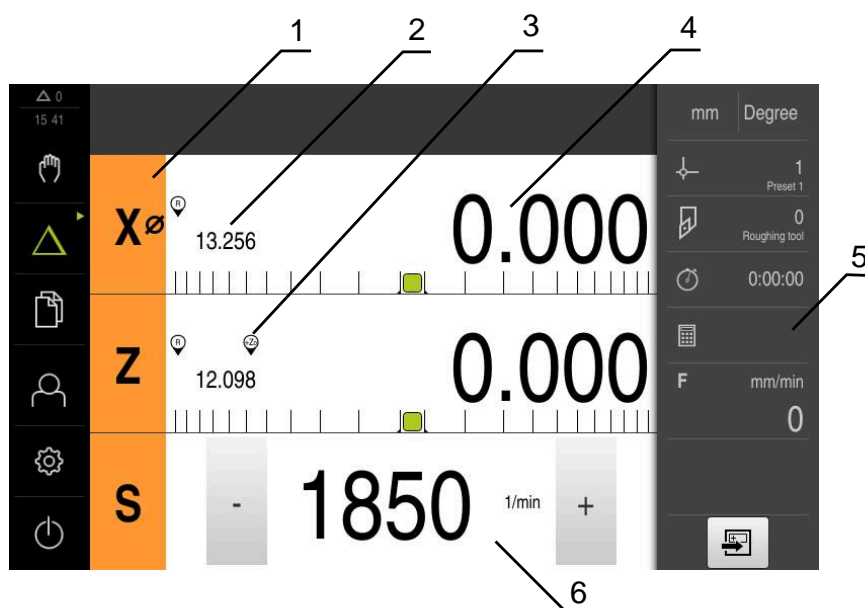 1 2 3 4
0
15 41
mm Degree
1
Preset 1
X⌀ R 13.256 0.000
0
Roughing tool
5
0:00:00
Z R +Z₀ 12.098 0.000
F mm/min
0
S - 1850 1/min +
6